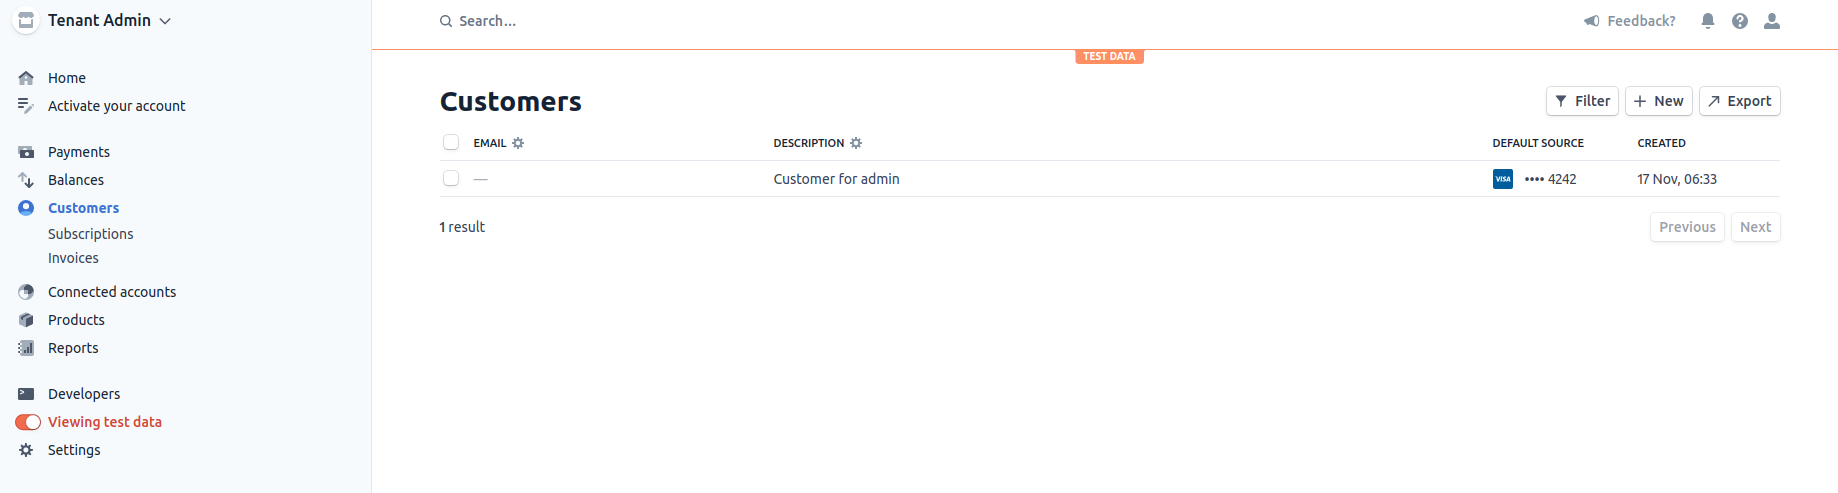 Tenant Admin
Search...
Feedback?
TEST DATA
Home
Activate your account
Payments
Balances
Customers
Subscriptions
Invoices
Connected accounts
Products
Reports
Developers
Viewing test data
Settings
Customers
Filter
New
Export
EMAIL DESCRIPTION DEFAULT SOURCE CREATED
— Customer for admin VISA •••• 4242 17 Nov, 06:33
1 result
Previous Next